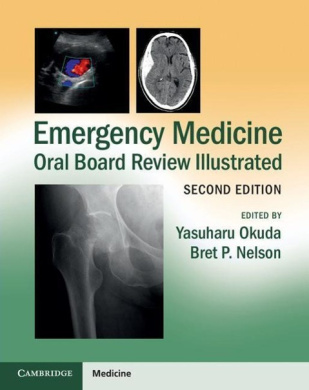 Emergency Medicine
Oral Board Review Illustrated
SECOND EDITION
EDITED BY
Yasuharu Okuda
Bret P. Nelson
CAMBRIDGE
Medicine